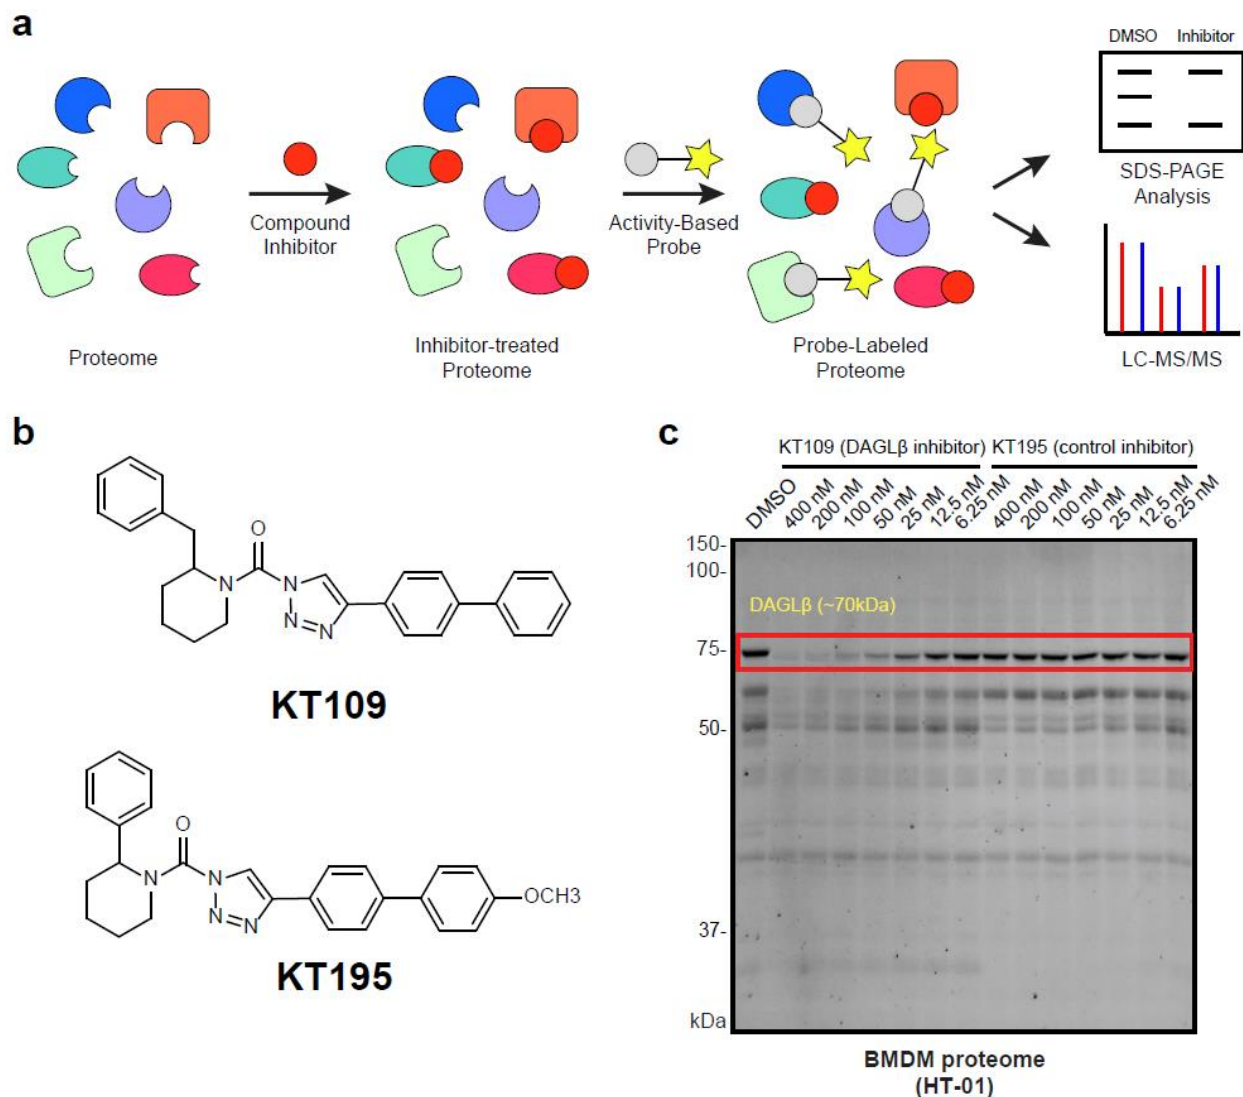 a
DMSO Inhibitor
Compound
Inhibitor
Activity-Based
Probe
SDS-PAGE
Analysis
Proteome
Inhibitor-treated
Proteome
Probe-Labeled
Proteome
LC-MS/MS
b
O
N
N
N
N
KT109
O
N
N
N
N
OCH3
KT195
c
KT109 (DAGLβ inhibitor) KT195 (control inhibitor)
DMSO 400 nM 200 nM 100 nM 50 nM 25 nM 12.5 nM 6.25 nM 400 nM 200 nM 100 nM 50 nM 25 nM 12.5 nM 6.25 nM
150-
100-
DAGLβ (~70kDa)
75-
50-
37-
kDa
BMDM proteome
(HT-01)